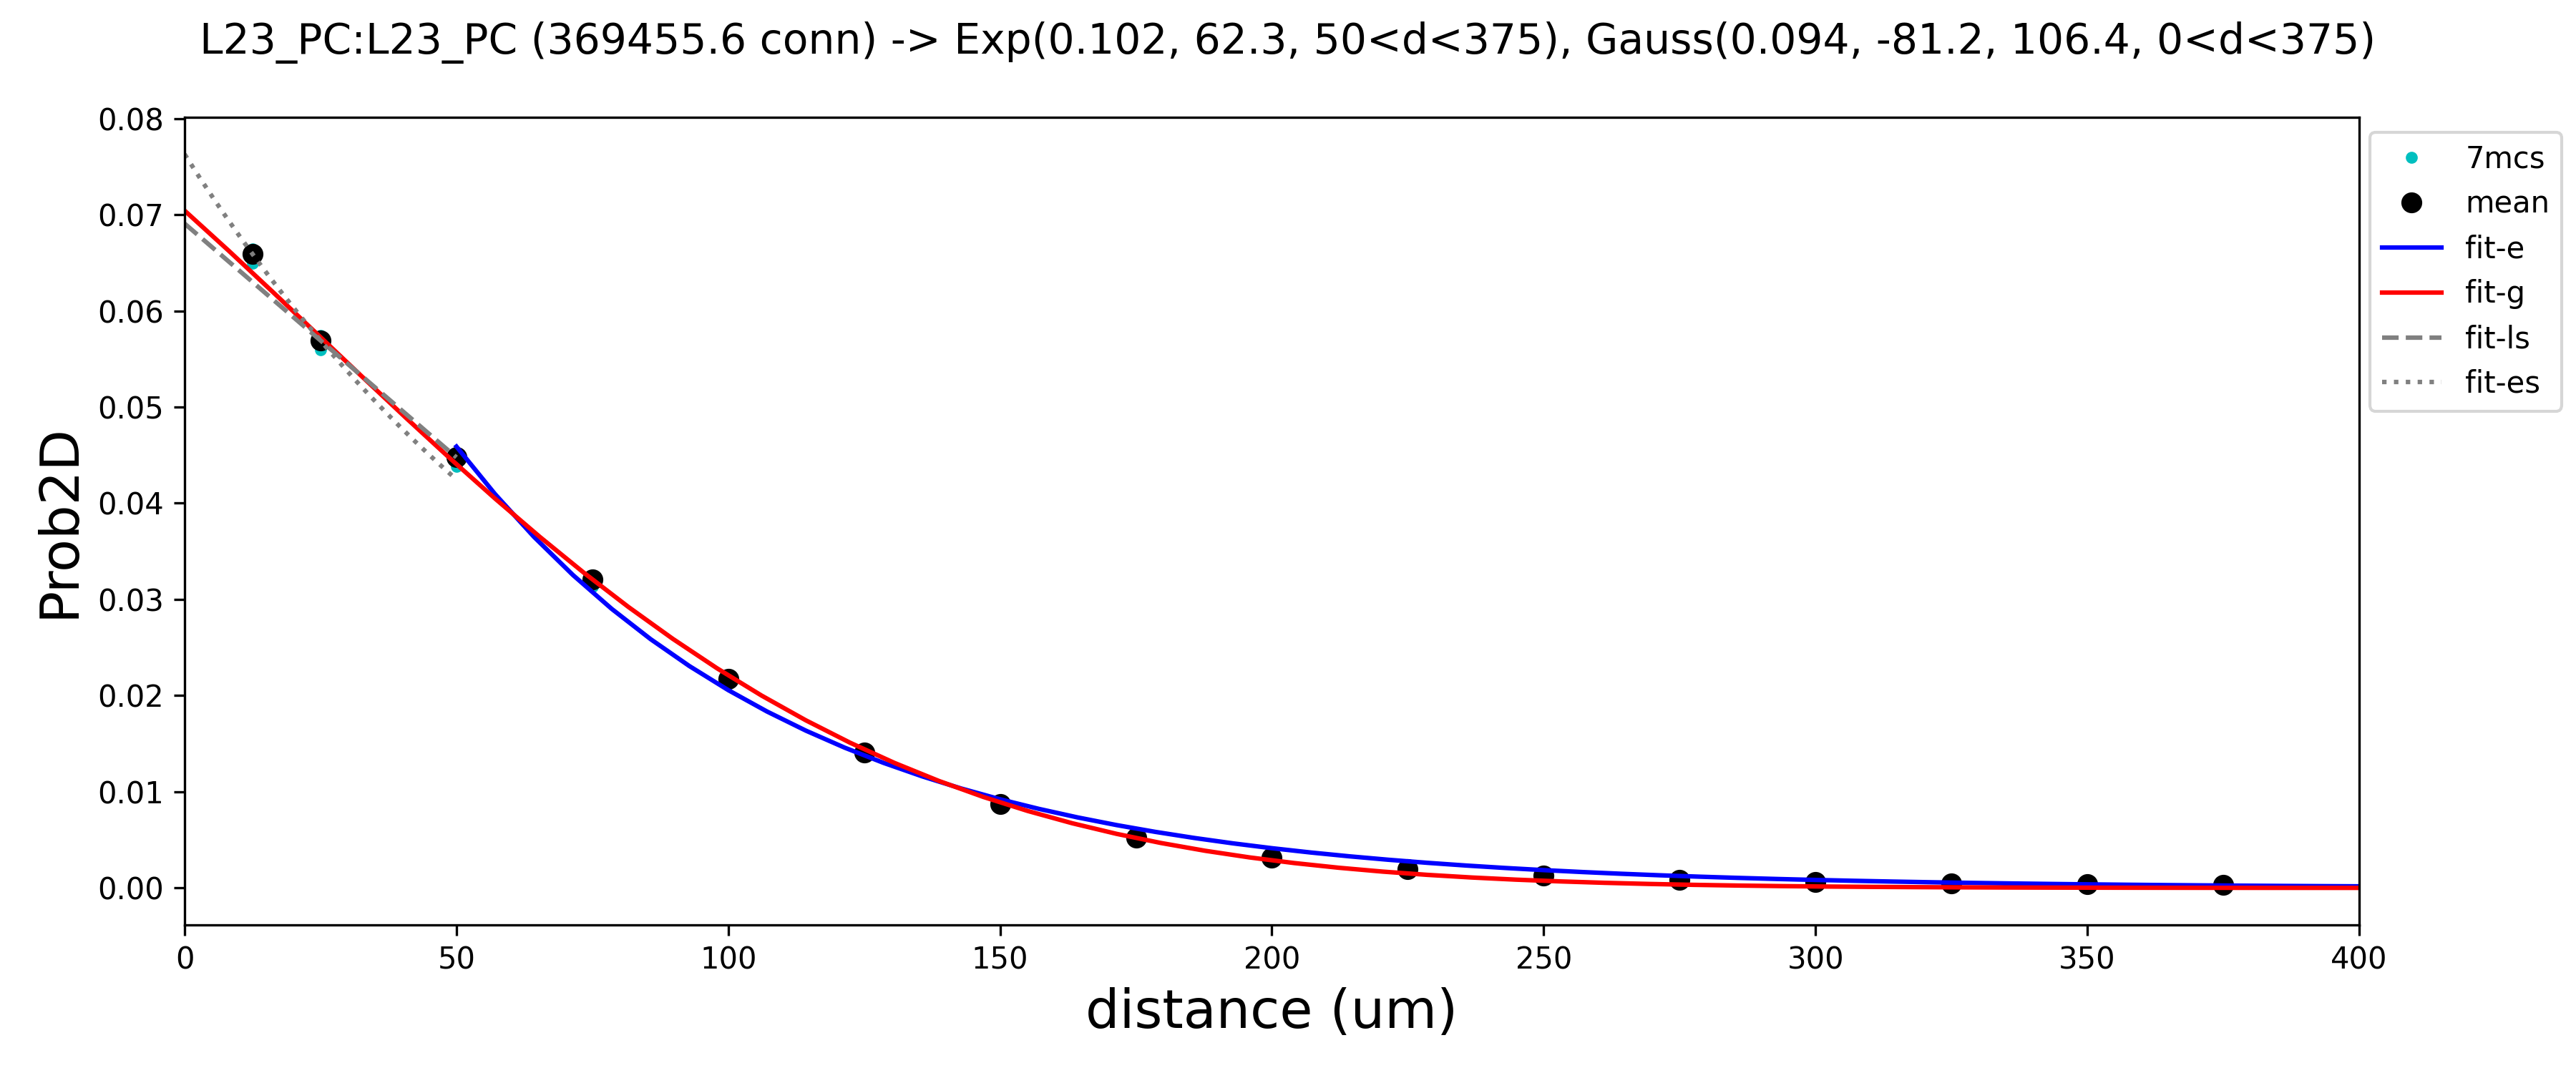 L23_PC:L23_PC (369455.6 conn) -> Exp(0.102, 62.3, 50<d<375), Gauss(0.094, -81.2, 106.4, 0<d<375)
0.08
0.07
0.06
0.05
0.04
0.03
0.02
0.01
0.00
Prob2D
0 50 100 150 200 250 300 350 400
distance (um)
7mcs
mean
fit-e
fit-g
fit-ls
fit-es